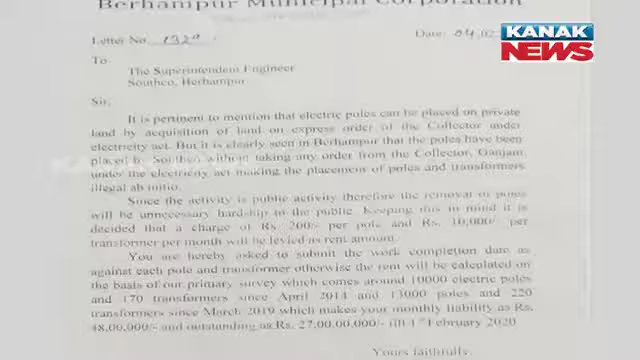 Berhampur Municipal Corporation
KANAK
NEWS
Letter No. 1329
Date: 04.02
To
The Superintendent Engineer
Southco, Berhampur
Sir,
It is pertinent to mention that electric poles can be placed on private
land by acquisition of land on express order of the Collector under
electricity act. But it is clearly seen in Berhampur that the poles have been
placed by Southco without taking any order from the Collector, Ganjam
under the electricity act making the placement of poles and transformers
illegal ab initio.
Since the activity is public activity therefore the removal of poles
will be unnecessary hardship to the public. Keeping this in mind it is
decided that a charge of Rs. 200/- per pole and Rs. 10,000/- per
transformer per month will be levied as rent amount.
You are hereby asked to submit the work completion date as
against each pole and transformer otherwise the rent will be calculated on
the basis of our primary survey which comes around 10000 electric poles
and 170 transformers since April 2014 and 13000 poles and 220
transformers since March 2019 which makes your monthly liability as Rs.
48,00,000/- and outstanding as Rs. 27,00,00,000/- till 1st February 2020
Yours faithfully,